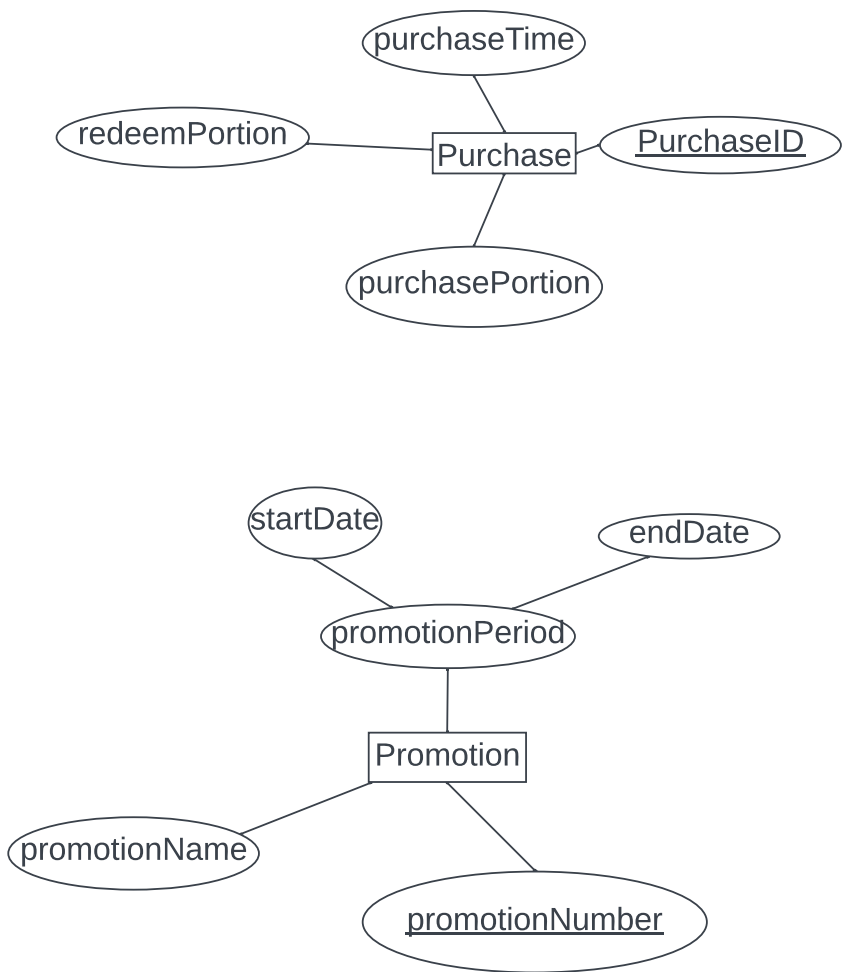 purchaseTime
redeemPortion
Purchase
PurchaseID
purchasePortion
startDate
endDate
promotionPeriod
Promotion
promotionName
promotionNumber